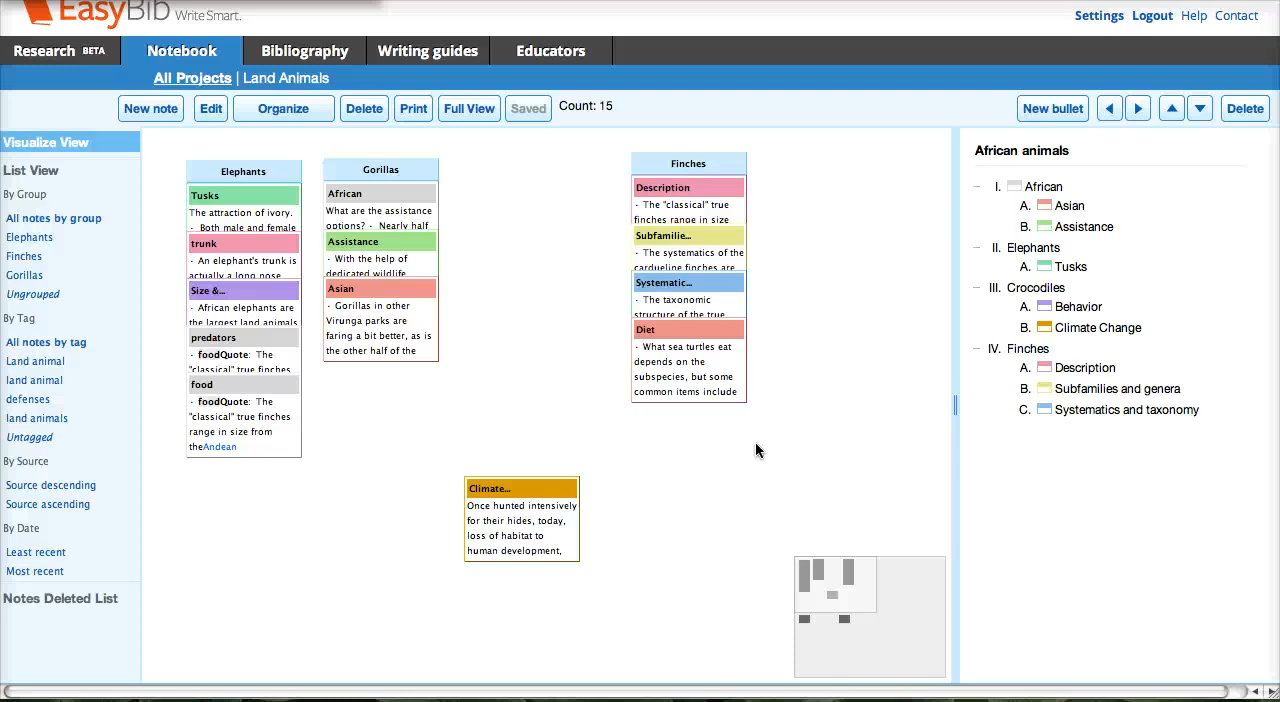 EasyBib Write Smart.
Settings Logout Help Contact
Research BETA Notebook Bibliography Writing guides Educators
All Projects | Land Animals
New note Edit Organize Delete Print Full View Saved Count: 15 New bullet Delete
Visualize View
List View
By Group
All notes by group
Elephants
Finches
Gorillas
Ungrouped
By Tag
All notes by tag
Land animal
land animal
defenses
land animals
Untagged
By Source
Source descending
Source ascending
By Date
Least recent
Most recent
Notes Deleted List
Elephants
Tusks
The attraction of ivory.
· Both male and female
trunk
· An elephant's trunk is
actually a long nose
Size &...
· African elephants are
the largest land animals
predators
· foodQuote: The
"classical" true finches
food
· foodQuote: The
"classical" true finches
range in size from
theAndean
Gorillas
African
What are the assistance
options? · Nearly half
Assistance
· With the help of
dedicated wildlife
Asian
· Gorillas in other
Virunga parks are
faring a bit better, as is
the other half of the
Climate...
Once hunted intensively
for their hides, today,
loss of habitat to
human development,
Finches
Description
· The "classical" true
finches range in size
Subfamilie...
· The systematics of the
cardueline finches are
Systematic...
· The taxonomic
structure of the true
Diet
· What sea turtles eat
depends on the
subspecies, but some
common items include
African animals
I. African
A. Asian
B. Assistance
II. Elephants
A. Tusks
III. Crocodiles
A. Behavior
B. Climate Change
IV. Finches
A. Description
B. Subfamilies and genera
C. Systematics and taxonomy